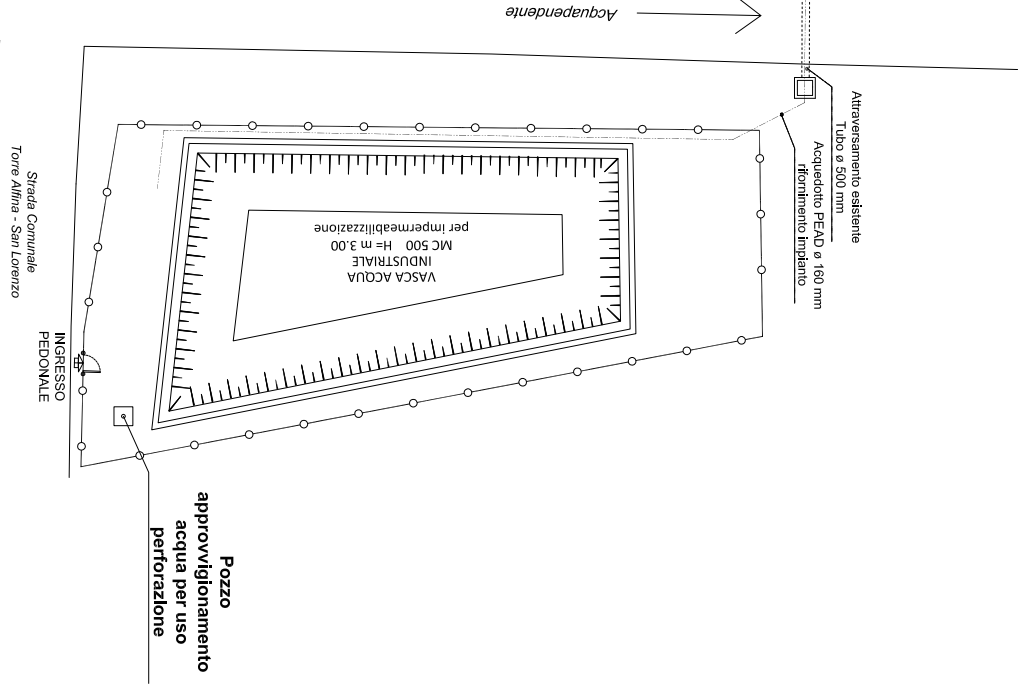 Acquapendente
Attraversamento esistente
Tubo ø 500 mm
Acquedotto PEAD ø 160 mm
rifornimento impianto
Strada Comunale
Torre Alfina - San Lorenzo
VASCA ACQUA
INDUSTRIALE
MC 500 H= m 3.00
per impermeabilizzazione
INGRESSO
PEDONALE
Pozzo
approvvigionamento
acqua per uso
perforazione